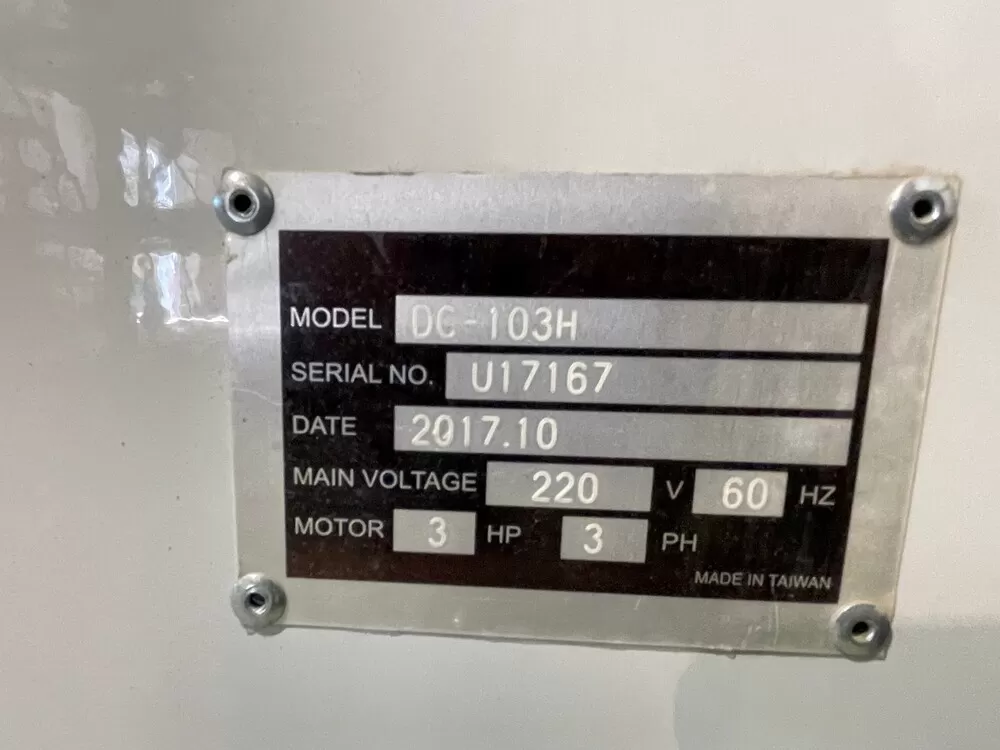 MODEL DC-103H
SERIAL NO. U17167
DATE 2017.10
MAIN VOLTAGE 220 V 60 HZ
MOTOR 3 HP 3 PH
MADE IN TAIWAN